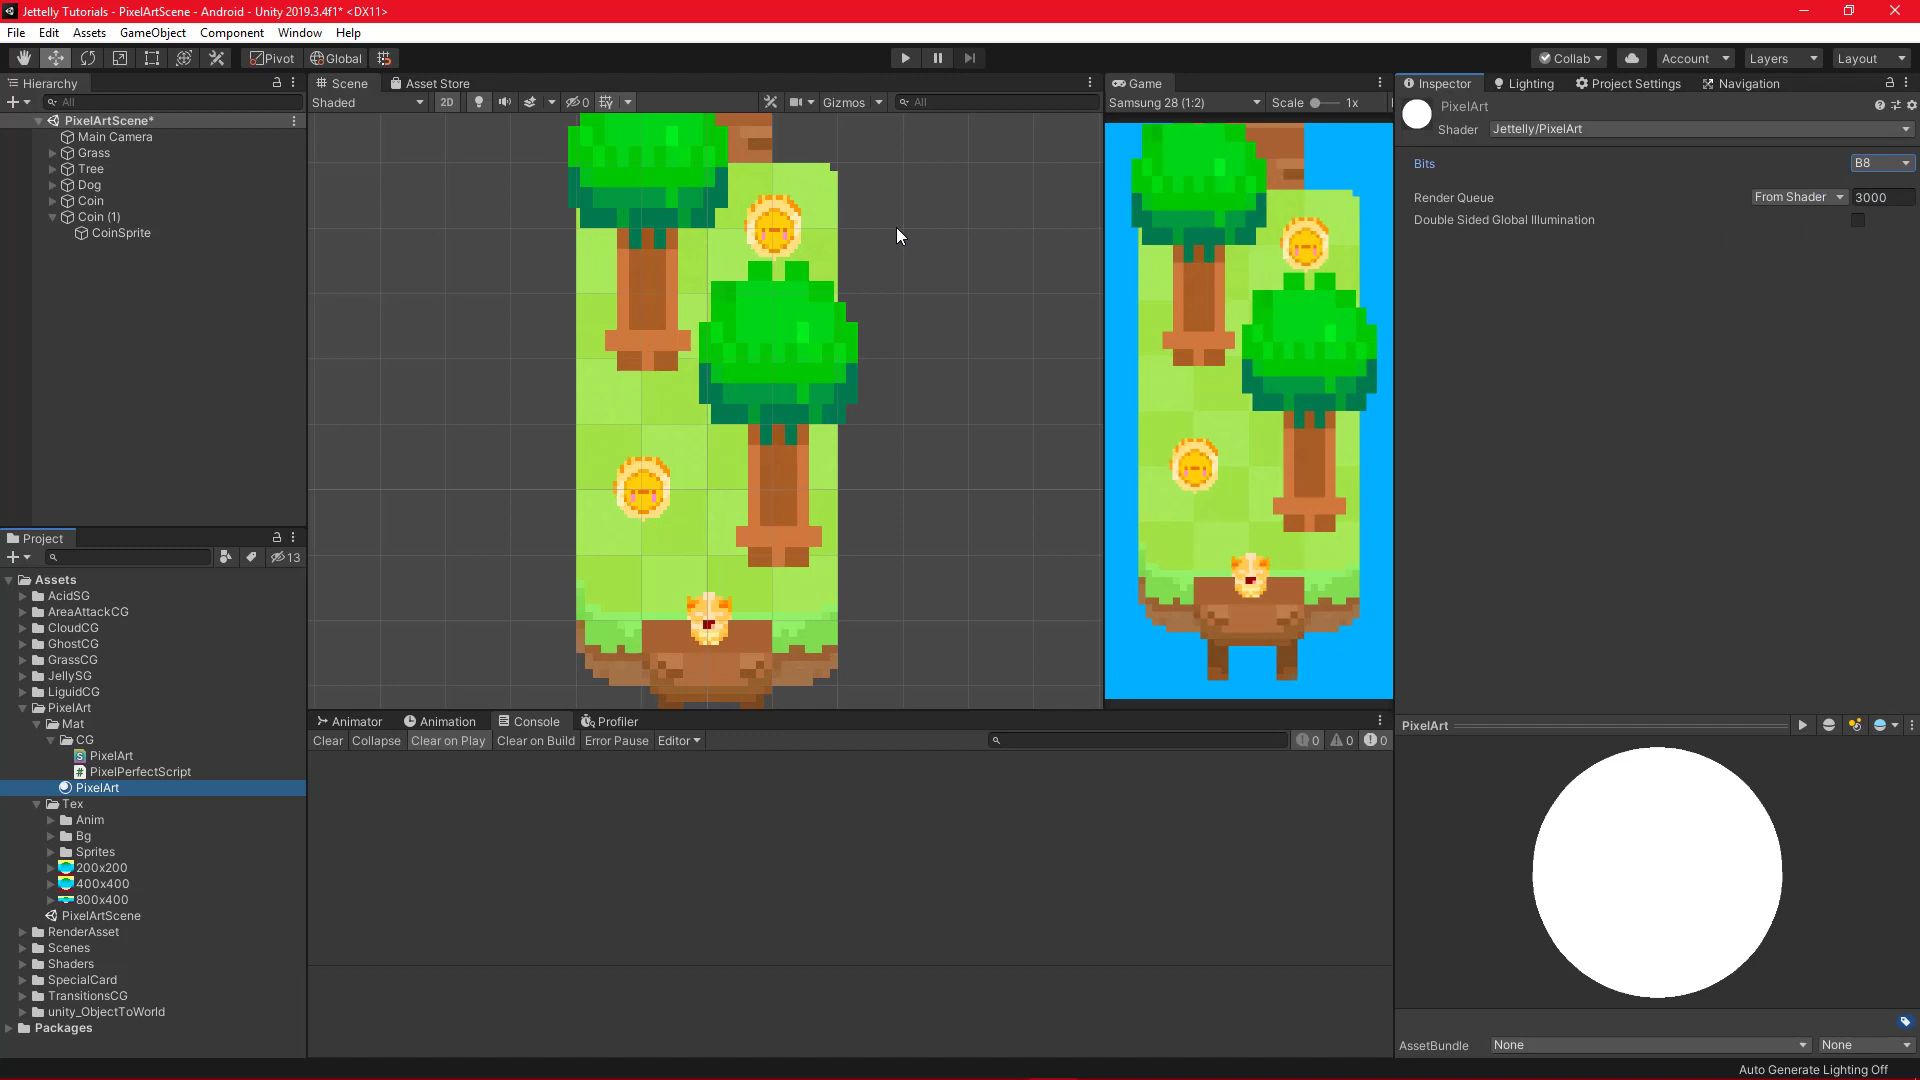 Jettelly Tutorials - PixelArtScene - Android - Unity 2019.3.4f1* <DX11>
File Edit Assets GameObject Component Window Help
Pivot Global Collab Account Layers Layout
Hierarchy
All
PixelArtScene*
Main Camera
Grass
Tree
Dog
Coin
Coin (1)
CoinSprite
Scene Asset Store
Shaded 2D 0 Gizmos All
Game
Samsung 28 (1:2) Scale 1x
Inspector Lighting Project Settings Navigation
PixelArt
Shader Jettelly/PixelArt
Bits B8
Render Queue From Shader 3000
Double Sided Global Illumination
Project
13
Assets
AcidSG
AreaAttackCG
CloudCG
GhostCG
GrassCG
JellySG
LiguidCG
PixelArt
Mat
CG
PixelArt
PixelPerfectScript
PixelArt
Tex
Anim
Bg
Sprites
200x200
400x400
800x400
PixelArtScene
RenderAsset
Scenes
Shaders
SpecialCard
TransitionsCG
unity_ObjectToWorld
Packages
Animator Animation Console Profiler
Clear Collapse Clear on Play Clear on Build Error Pause Editor 0 0 0
PixelArt
AssetBundle None None
Auto Generate Lighting Off